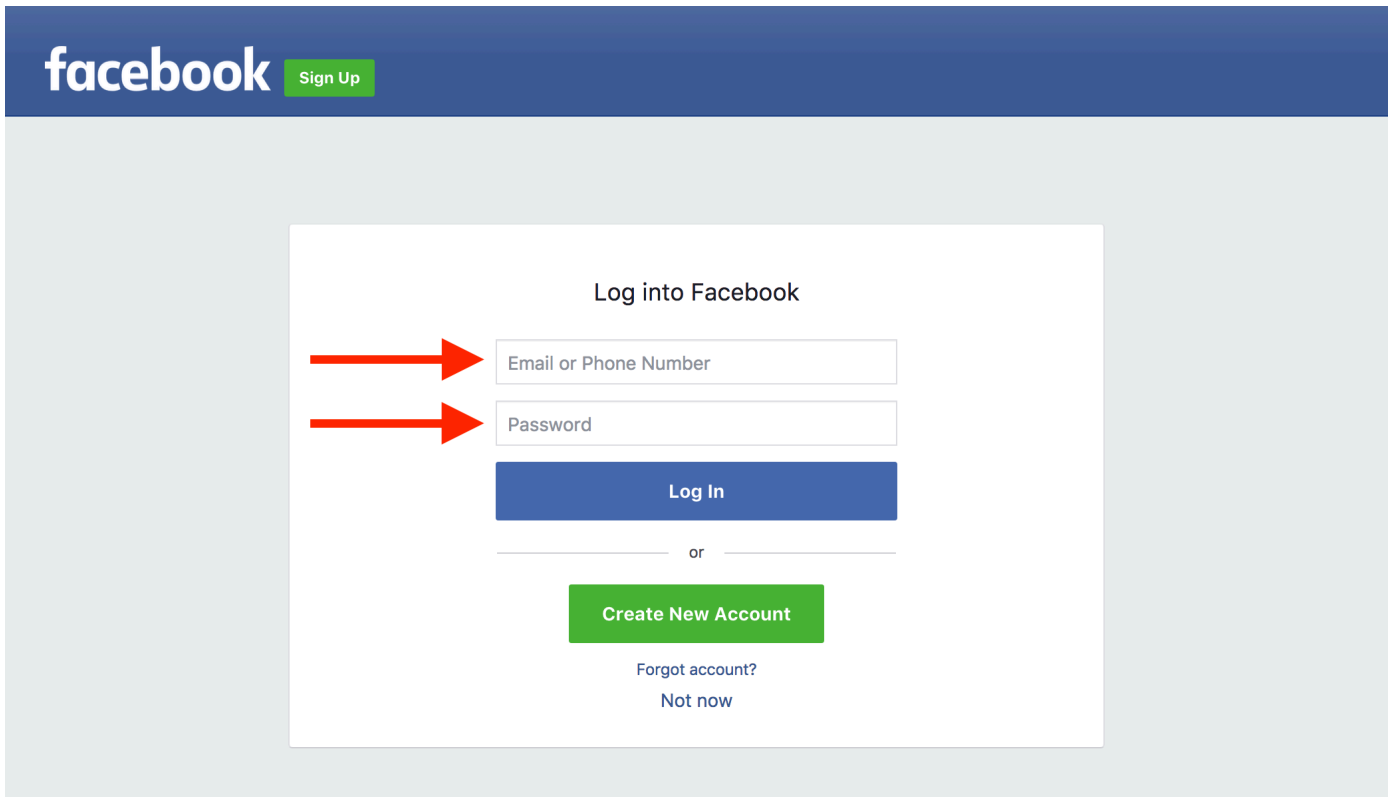 facebook Sign Up
Log into Facebook
Email or Phone Number
Password
Log In
or
Create New Account
Forgot account?
Not now